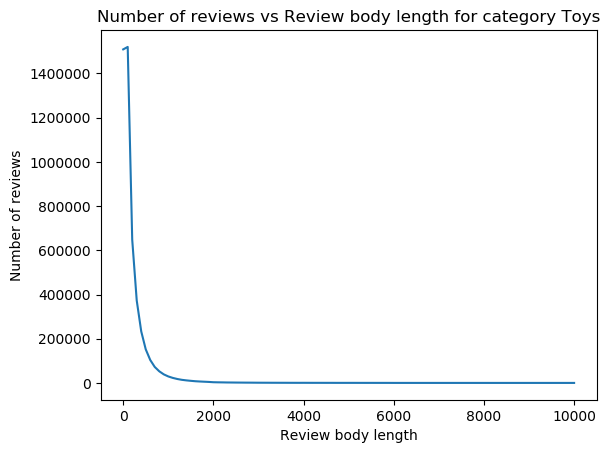 Number of reviews vs Review body length for category Toys
1400000
1200000
1000000
800000
600000
400000
200000
0
Number of reviews
0 2000 4000 6000 8000 10000
Review body length